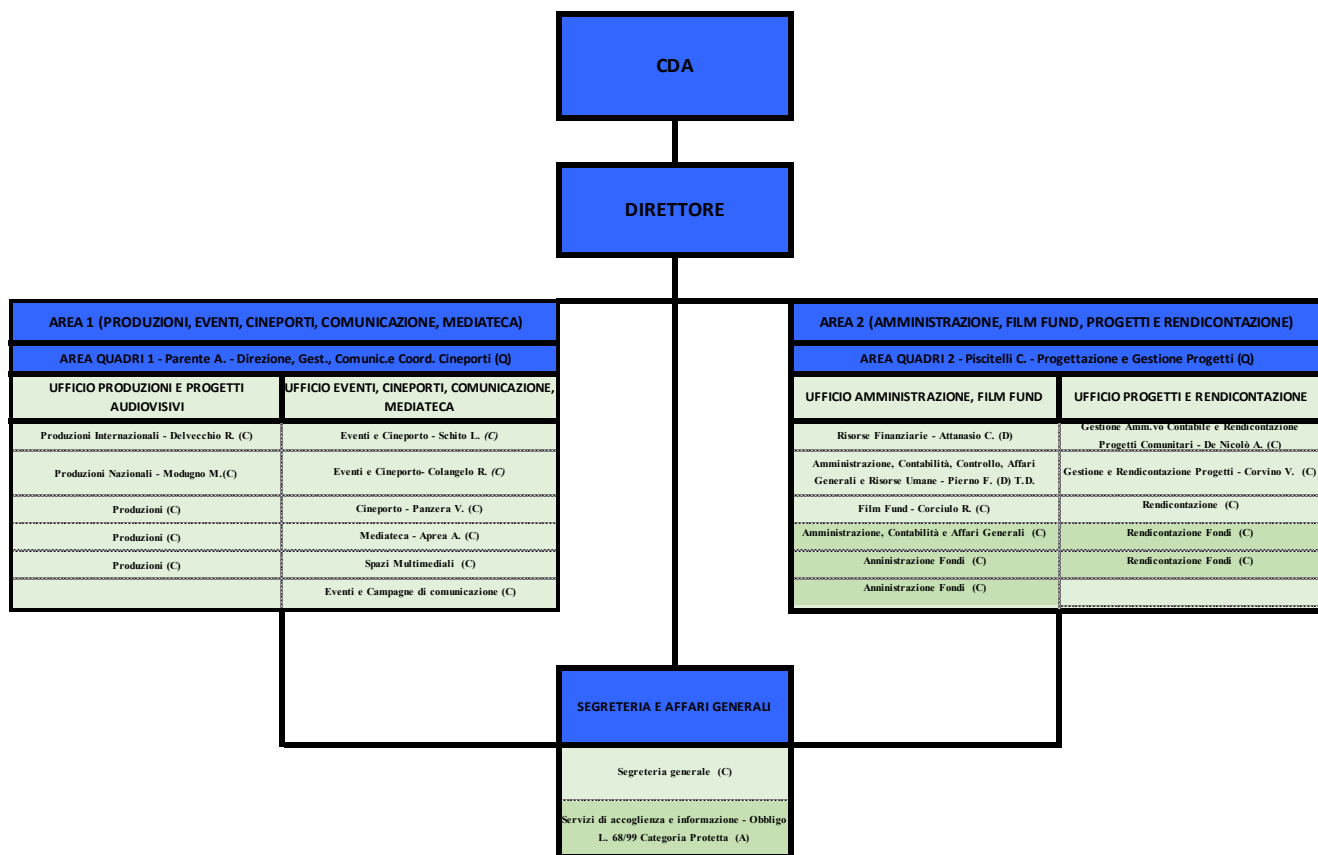 CDA
DIRETTORE
AREA 1 (PRODUZIONI, EVENTI, CINEPORTI, COMUNICAZIONE, MEDIATECA)
AREA QUADRI 1 - Parente A. - Direzione, Gest., Comunic.e Coord. Cineporti (Q)
UFFICIO PRODUZIONI E PROGETTI
AUDIOVISIVI
UFFICIO EVENTI, CINEPORTI, COMUNICAZIONE,
MEDIATECA
Produzioni Internazionali - Delvecchio R. (C)
Eventi e Cineporto - Schito L. (C)
Produzioni Nazionali - Modugno M.(C)
Eventi e Cineporto- Colangelo R. (C)
Produzioni (C)
Cineporto - Panzera V. (C)
Produzioni (C)
Mediateca - Aprea A. (C)
Produzioni (C)
Spazi Multimediali (C)
Eventi e Campagne di comunicazione (C)
AREA 2 (AMMINISTRAZIONE, FILM FUND, PROGETTI E RENDICONTAZIONE)
AREA QUADRI 2 - Piscitelli C. - Progettazione e Gestione Progetti (Q)
UFFICIO AMMINISTRAZIONE, FILM FUND
UFFICIO PROGETTI E RENDICONTAZIONE
Risorse Finanziarie - Attanasio C. (D)
Gestione Amm.vo Contabile e Rendicontazione
Progetti Comunitari - De Nicolò A. (C)
Amministrazione, Contabilità, Controllo, Affari
Generali e Risorse Umane - Pierno F. (D) T.D.
Gestione e Rendicontazione Progetti - Corvino V. (C)
Film Fund - Corciulo R. (C)
Rendicontazione (C)
Amministrazione, Contabilità e Affari Generali (C)
Rendicontazione Fondi (C)
Anministrazione Fondi (C)
Rendicontazione Fondi (C)
Anministrazione Fondi (C)
SEGRETERIA E AFFARI GENERALI
Segreteria generale (C)
Servizi di accoglienza e informazione - Obbligo
L. 68/99 Categoria Protetta (A)